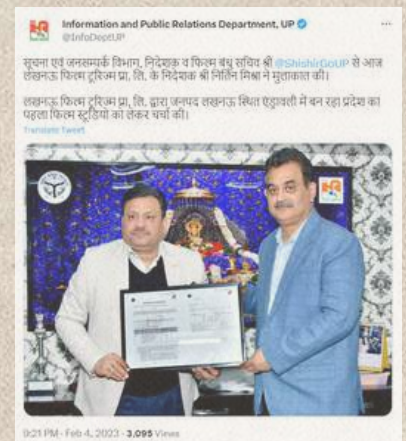 Information and Public Relations Department, UP
@InfoDeptUP
सूचना एवं जनसम्पर्क विभाग, निदेशक व फिल्म बंधु सचिव श्री @ShishirGoUP से आज
लखनऊ फिल्म टूरिज्म प्रा, लि. के निदेशक श्री नितिन मिश्रा ने मुलाकात की।
लखनऊ फिल्म टूरिज्म प्रा, लि. द्वारा जनपद लखनऊ स्थित ऐड्रावली में बन रहा प्रदेश का
पहला फिल्म स्टूडियो को लेकर चर्चा की।
Translate Tweet
9:21 PM · Feb 4, 2023 · 3,095 Views